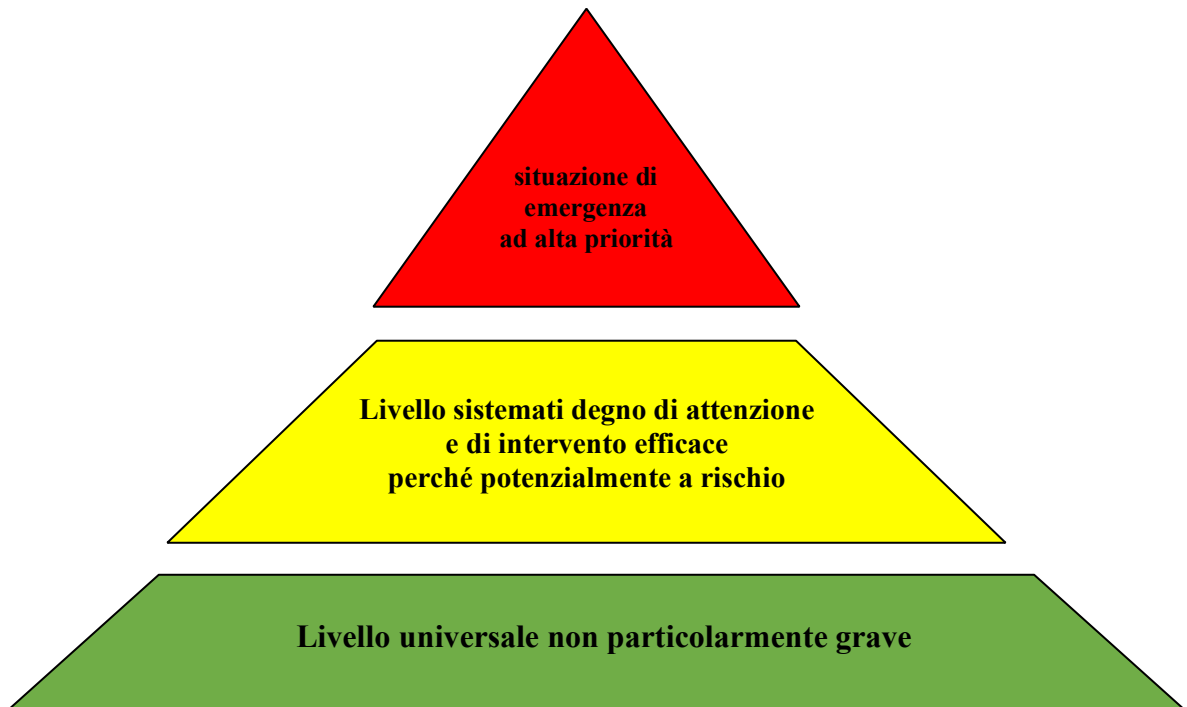 situazione di
emergenza
ad alta priorità
Livello sistemati degno di attenzione
e di intervento efficace
perché potenzialmente a rischio
Livello universale non particolarmente grave